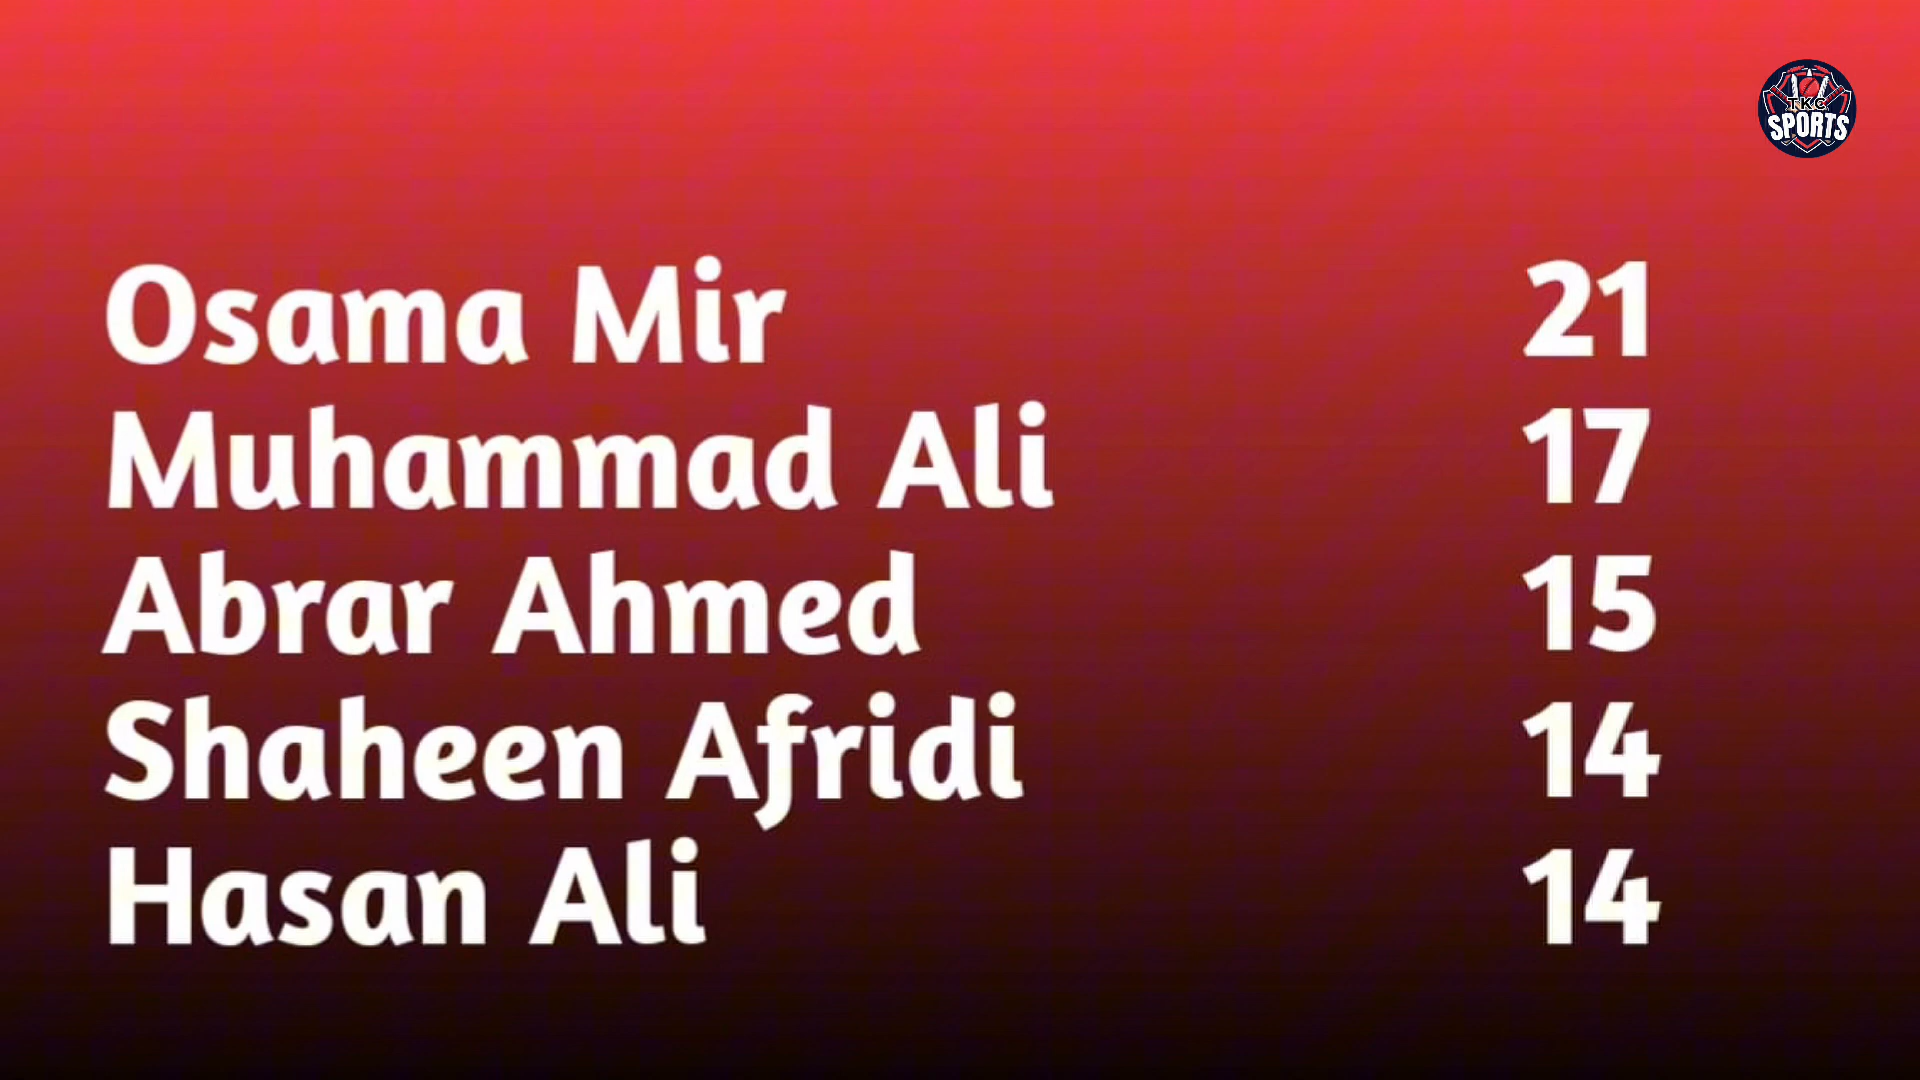 TKC
SPORTS
Osama Mir 21
Muhammad Ali 17
Abrar Ahmed 15
Shaheen Afridi 14
Hasan Ali 14